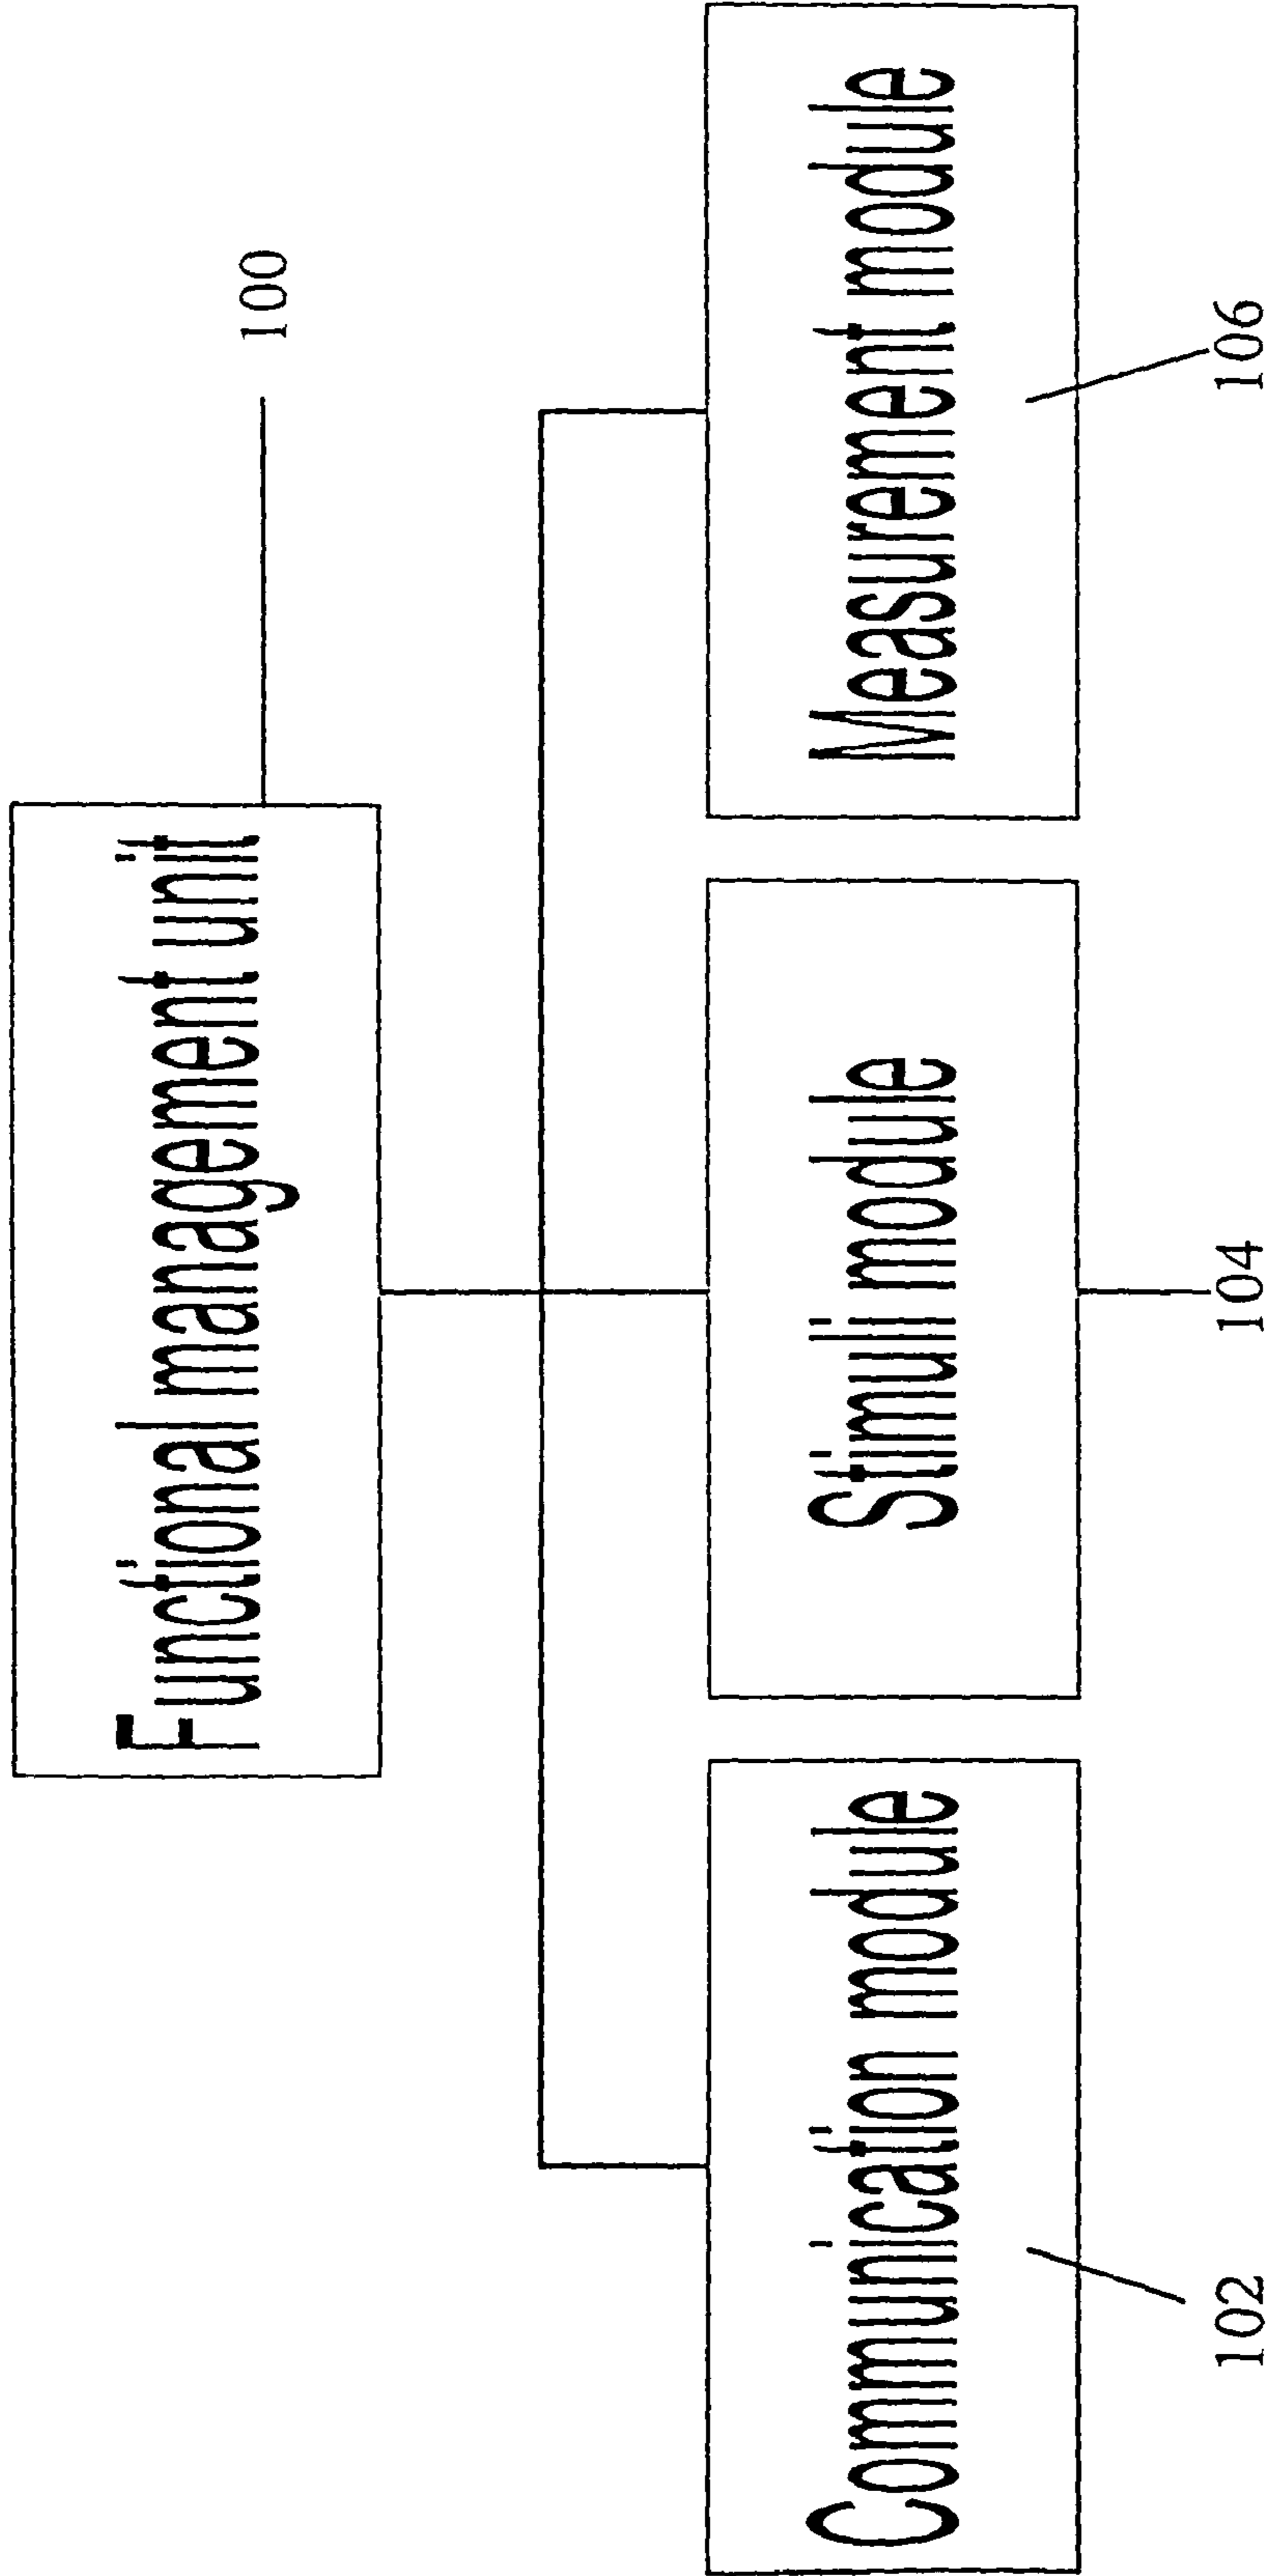 Functional management unit
100
Communication module
Stimuli module
Measurement module
102
104
106